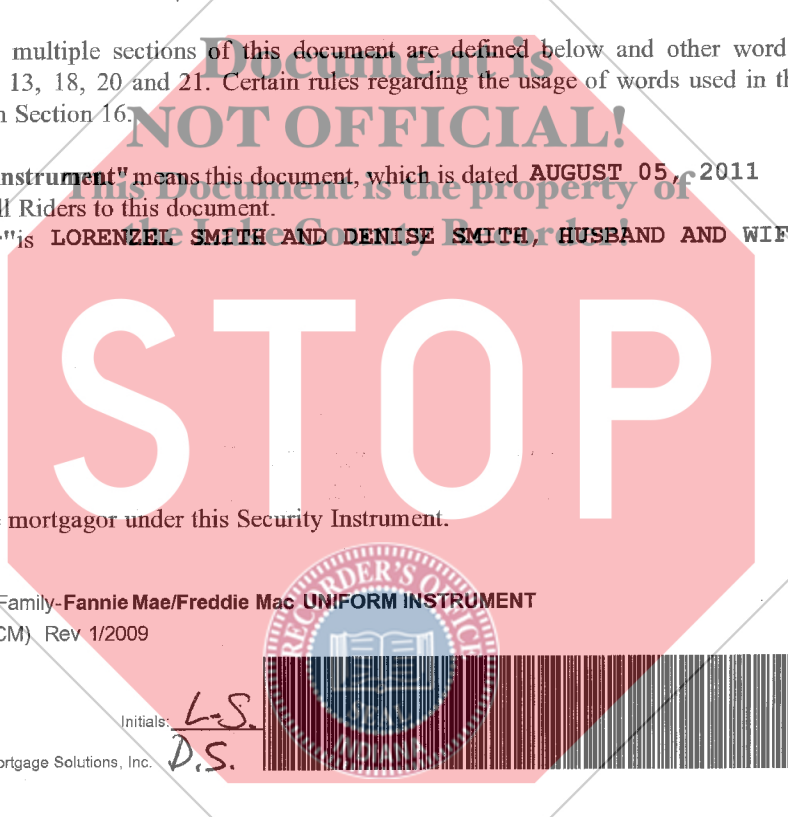 multiple sections of this document are defined below and other word
13, 18, 20 and 21. Certain rules regarding the usage of words used in
Section 16.
Document is
NOT OFFICIAL!
This Document is the property of
the Lake County Recorder!
nstrument" means this document, which is dated AUGUST 05, 2011
ll Riders to this document.
r" is LORENZEL SMITH AND DENISE SMITH, HUSBAND AND WIF
STOP
mortgagor under this Security Instrument.
Family-Fannie Mae/Freddie Mac UNIFORM INSTRUMENT
CM) Rev 1/2009
RECORDER'S OFFICE
SEAL
INDIANA
Initials: L.S.
D.S.
ortgage Solutions, Inc.